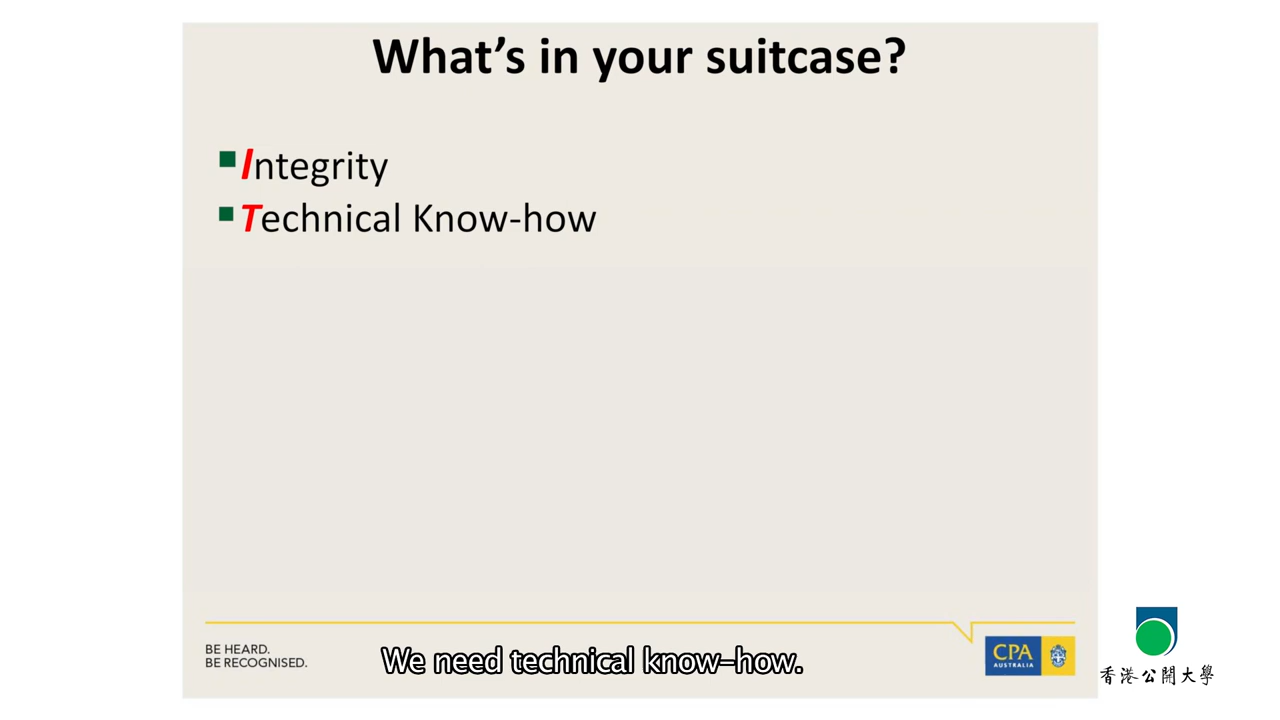 What's in your suitcase?
Integrity
Technical Know-how
BE HEARD.
BE RECOGNISED.
We need technical know-how.
CPA
AUSTRALIA
香港公開大學